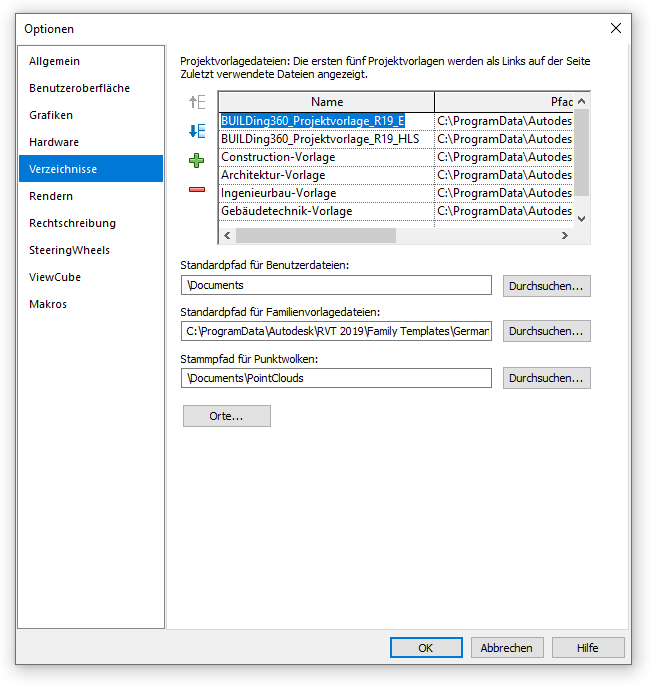 Optionen
Allgemein
Benutzeroberfläche
Grafiken
Hardware
Verzeichnisse
Rendern
Rechtschreibung
SteeringWheels
ViewCube
Makros
Projektvorlagedateien: Die ersten fünf Projektvorlagen werden als Links auf der Seite
Zuletzt verwendete Dateien angezeigt.
Name Pfad
BUILDing360_Projektvorlage_R19_E C:\ProgramData\Autodes
BUILDing360_Projektvorlage_R19_HLS C:\ProgramData\Autodes
Construction-Vorlage C:\ProgramData\Autodes
Architektur-Vorlage C:\ProgramData\Autodes
Ingenieurbau-Vorlage C:\ProgramData\Autodes
Gebäudetechnik-Vorlage C:\ProgramData\Autodes
Standardpfad für Benutzerdateien:
\Documents Durchsuchen...
Standardpfad für Familienvorlagedateien:
C:\ProgramData\Autodesk\RVT 2019\Family Templates\German Durchsuchen...
Stammpfad für Punktwolken:
\Documents\PointClouds Durchsuchen...
Orte...
OK Abbrechen Hilfe